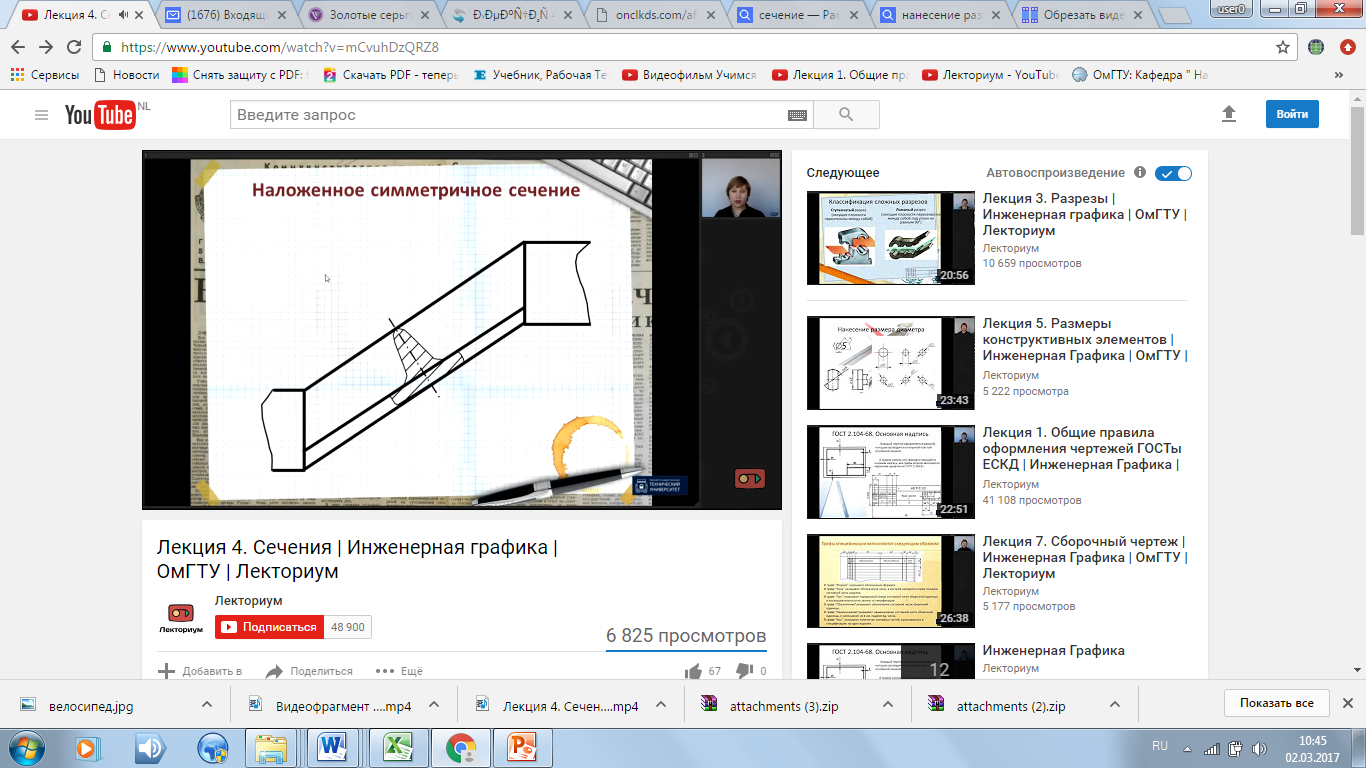 Лекция 4. С
(1676) Входящ
Золотые серь
Đ›ĐµĐºÑ†Đ¸Ñ 4
onclkds.com/af
сечение — Ра
нанесение раз
Обрезать виде
user0
https://www.youtube.com/watch?v=mCvuhDzQRZ8
Сервисы
Новости
Снять защиту с PDF:
Скачать PDF - теперь
Учебник, Рабочая Те
Видеофильм Учимся
Лекция 1. Общие пра
Лекториум - YouTube
ОмГТУ: Кафедра " На
»
YouTube NL
Введите запрос
Войти
Наложенное симметричное сечение
ТЕХНИЧЕСКИЙ
УНИВЕРСИТЕТ
Лекция 4. Сечения | Инженерная графика |
ОмГТУ | Лекториум
Лекториум
Лекториум
Подписаться
48 900
6 825 просмотров
Добавить в
Поделиться
Ещё
67
0
Следующее
Автовоспроизведение
Классификация сложных разрезов
20:56
Лекция 3. Разрезы |
Инженерная графика | ОмГТУ |
Лекториум
Лекториум
10 659 просмотров
Нанесение размера диаметра
23:43
Лекция 5. Размеры
конструктивных элементов |
Инженерная Графика | ОмГТУ |
Лекториум
5 222 просмотра
ГОСТ 2.104-68. Основная надпись
22:51
Лекция 1. Общие правила
оформления чертежей ГОСТы
ЕСКД | Инженерная Графика |
Лекториум
41 108 просмотров
26:38
Лекция 7. Сборочный чертеж |
Инженерная Графика | ОмГТУ |
Лекториум
Лекториум
5 177 просмотров
ГОСТ 2.104-68. Основная надпись
12
Инженерная Графика
Лекториум
велосипед.jpg
Видеофрагмент ....mp4
Лекция 4. Сечен....mp4
attachments (3).zip
attachments (2).zip
Показать все
RU
10:45
02.03.2017